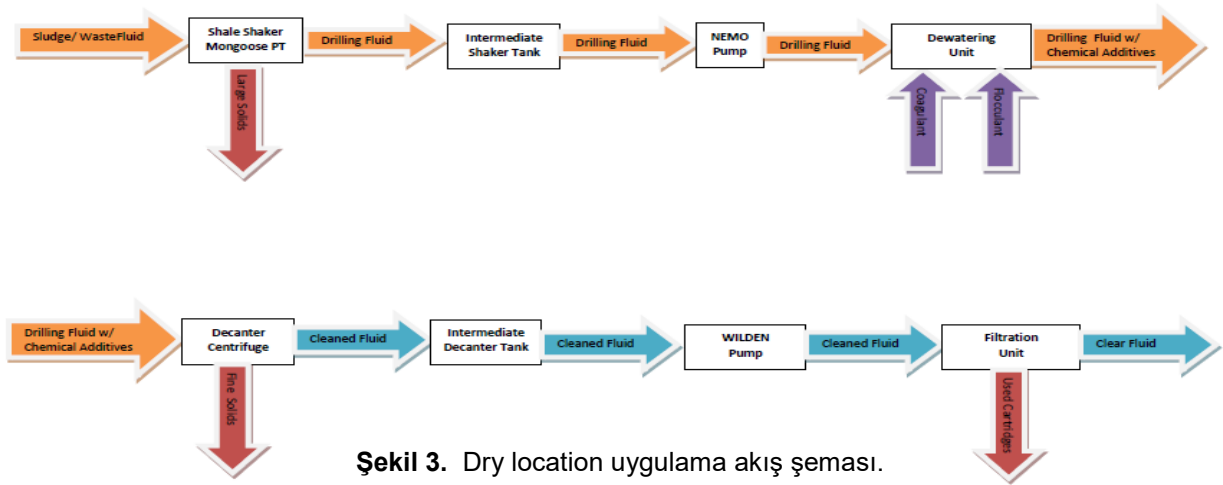 Sludge/ WasteFluid
Shale Shaker
Mongoose PT
Drilling Fluid
Intermediate
Shaker Tank
Drilling Fluid
NEMO
Pump
Drilling Fluid
Dewatering
Unit
Drilling Fluid w/
Chemical Additives
Large Solids
Coagulant
Flocculant
Drilling Fluid w/
Chemical Additives
Decanter
Centrifuge
Cleaned Fluid
Intermediate
Decanter Tank
Cleaned Fluid
WILDEN
Pump
Cleaned Fluid
Filtration
Unit
Clear Fluid
Fine Solids
Used Cartridges
Şekil 3. Dry location uygulama akış şeması.